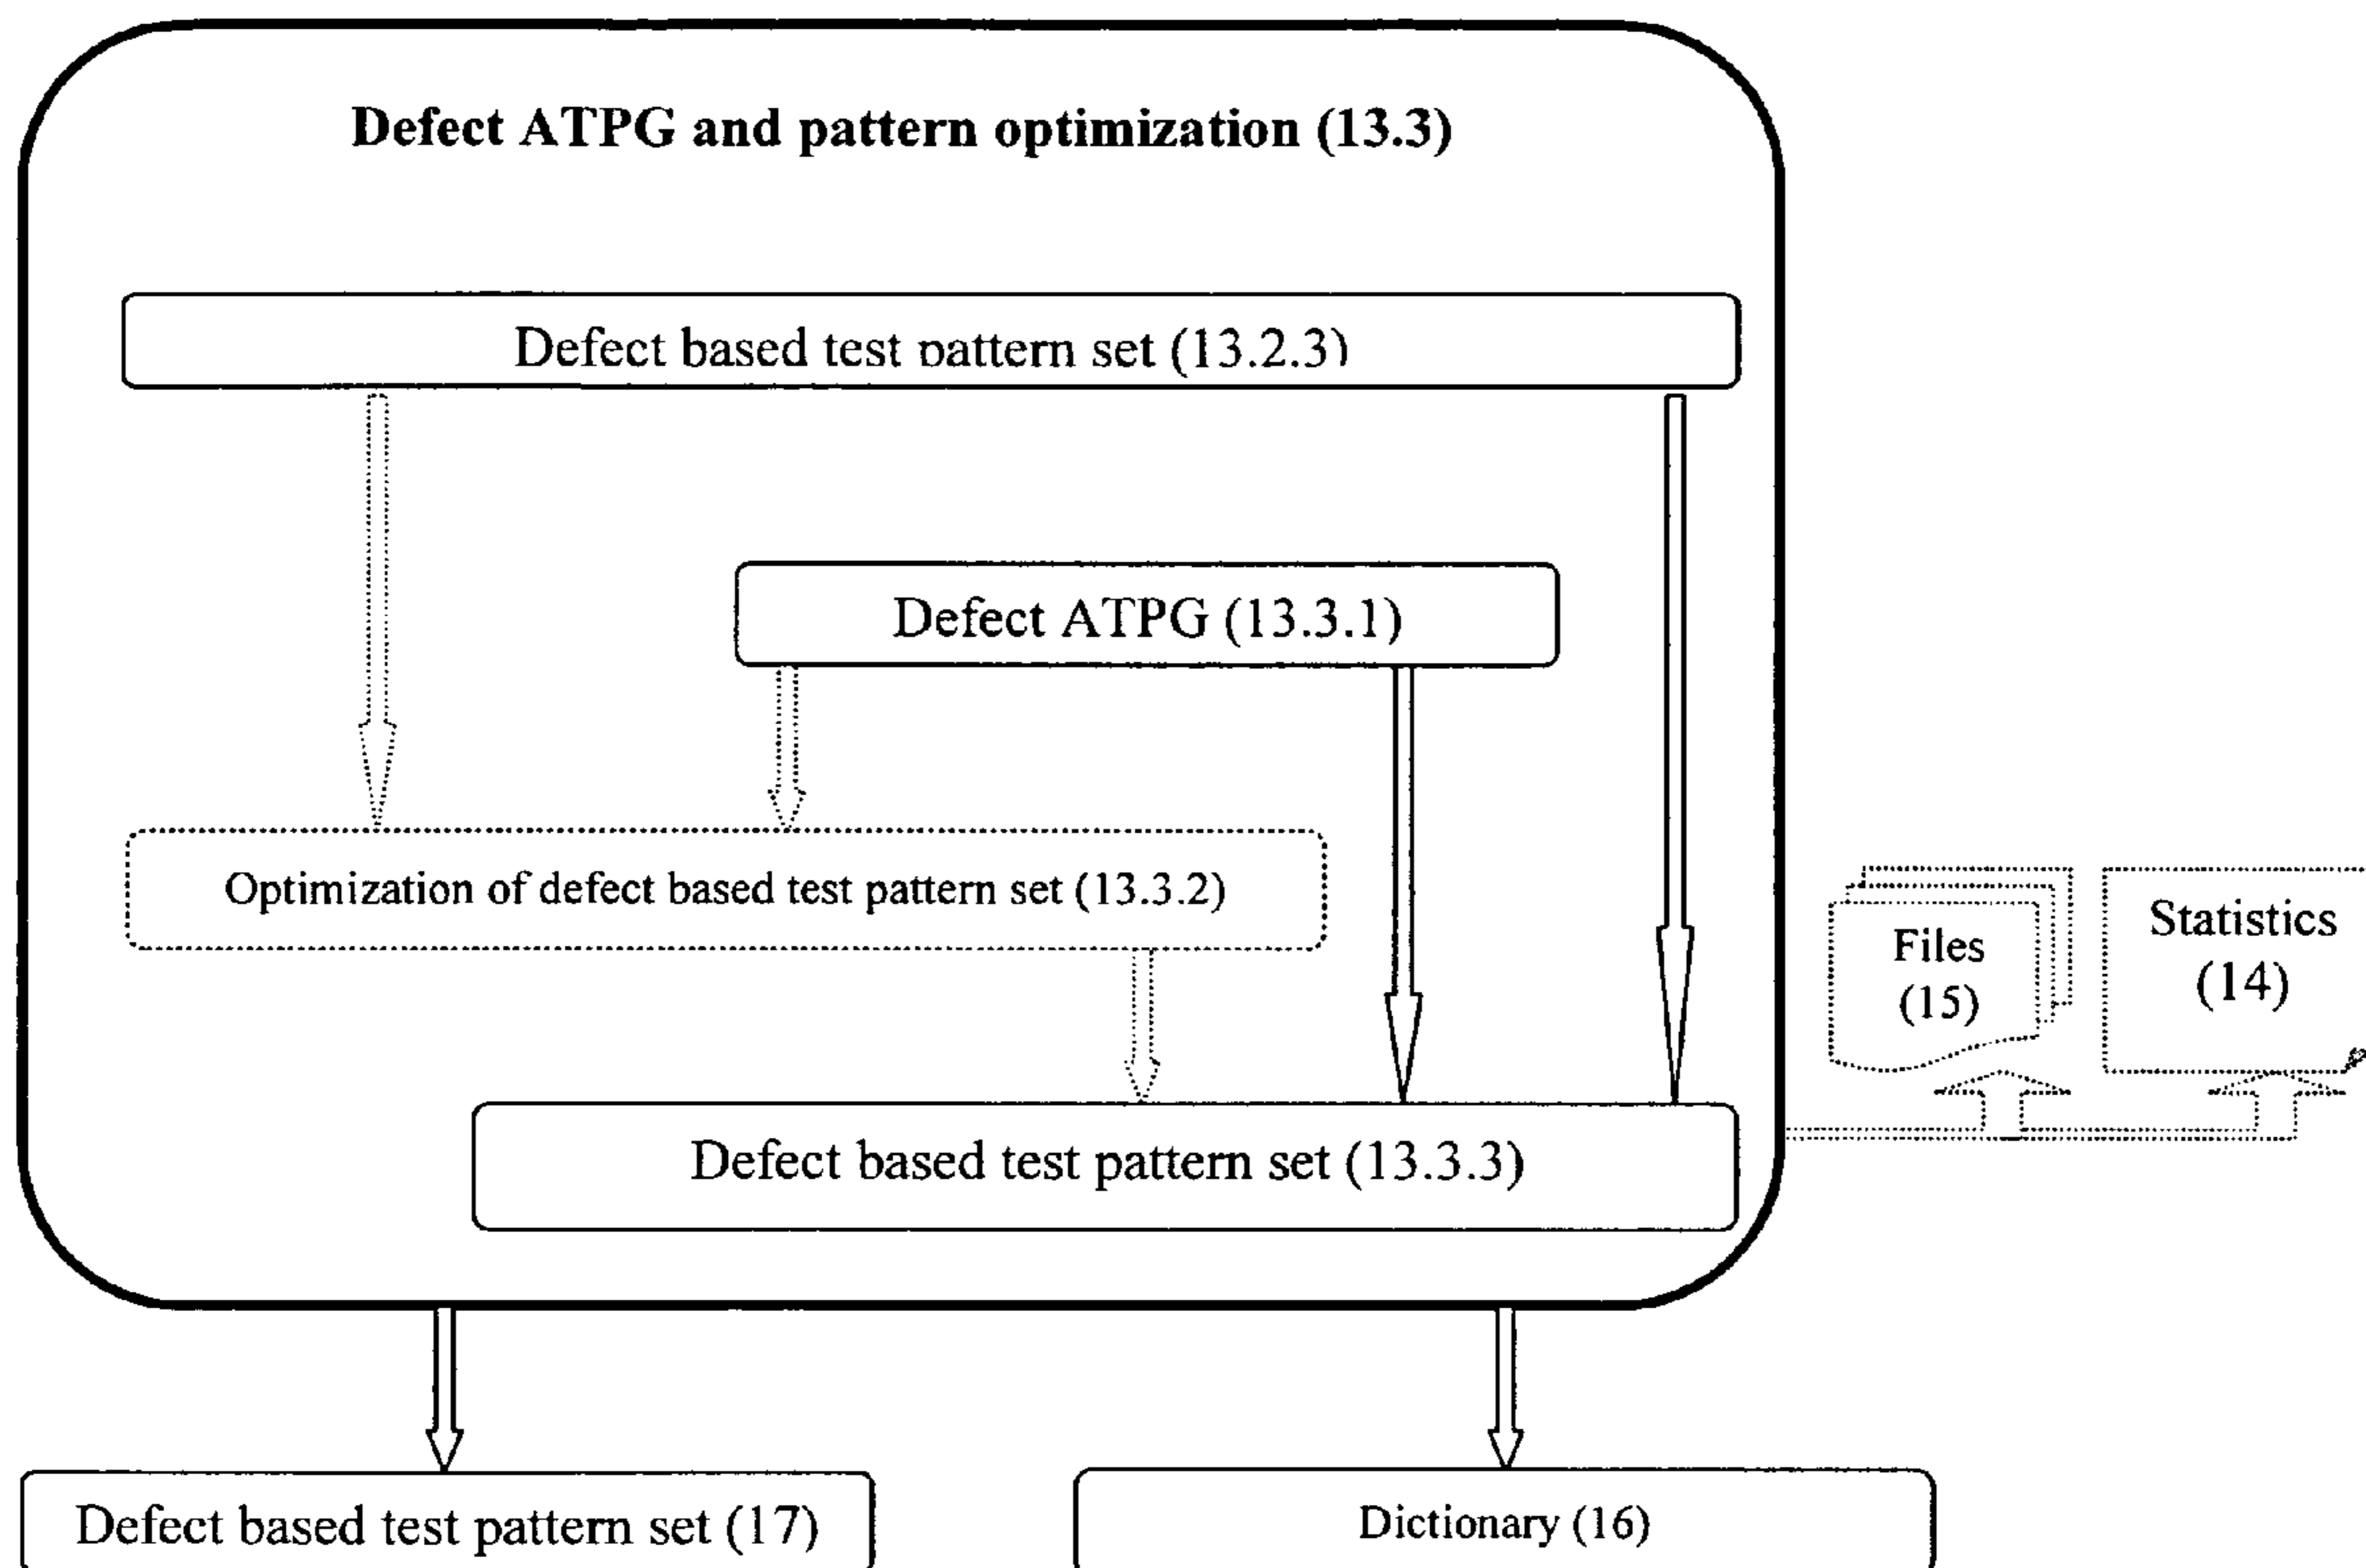 Defect ATPG and pattern optimization (13.3)
Defect based test pattern set (13.2.3)
Defect ATPG (13.3.1)
Optimization of defect based test pattern set (13.3.2)
Files
(15)
Statistics
(14)
Defect based test pattern set (13.3.3)
Defect based test pattern set (17)
Dictionary (16)